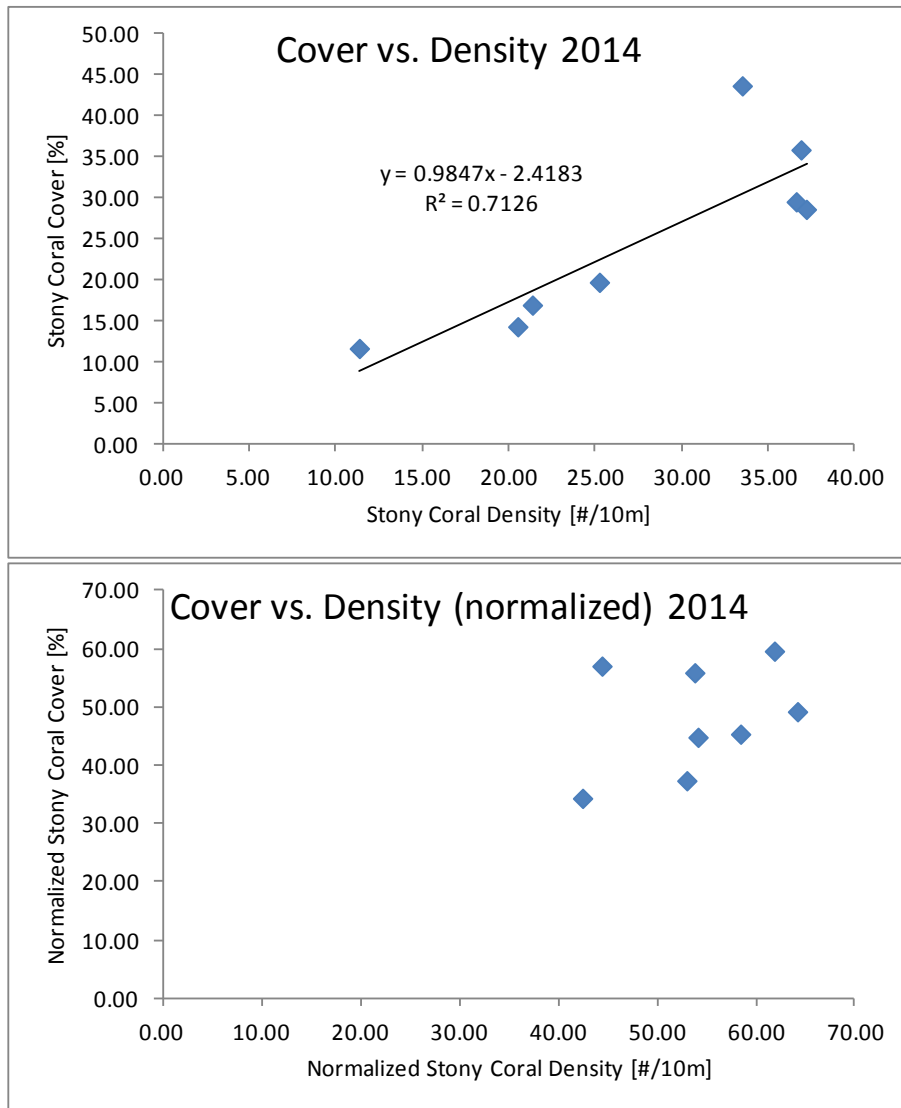 Cover vs. Density 2014
Stony Coral Cover [%]
50.00
45.00
40.00
35.00
30.00
25.00
20.00
15.00
10.00
5.00
0.00
y = 0.9847x - 2.4183
R² = 0.7126
0.00 5.00 10.00 15.00 20.00 25.00 30.00 35.00 40.00
Stony Coral Density [#/10m]
Cover vs. Density (normalized) 2014
Normalized Stony Coral Cover [%]
70.00
60.00
50.00
40.00
30.00
20.00
10.00
0.00
0.00 10.00 20.00 30.00 40.00 50.00 60.00 70.00
Normalized Stony Coral Density [#/10m]